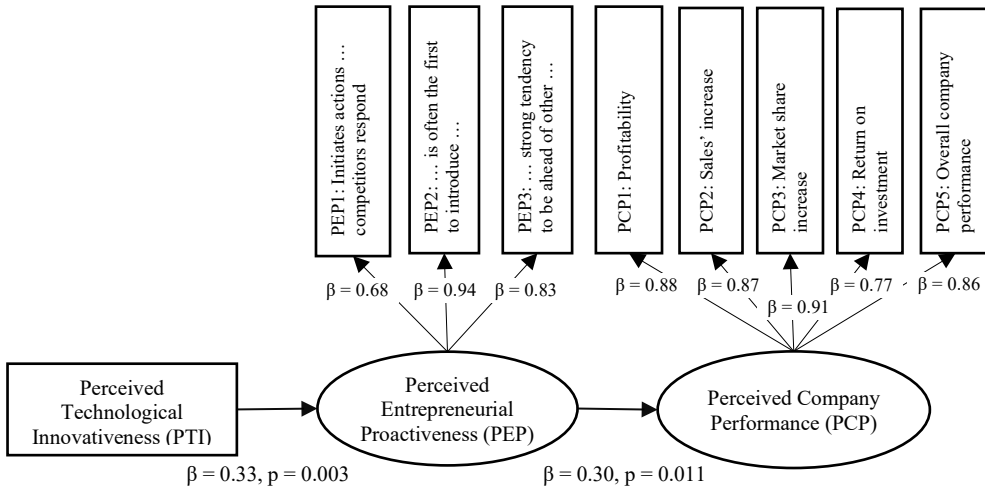 PEP1: Initiates actions …
competitors respond
PEP2: … is often the first
to introduce …
PEP3: … strong tendency
to be ahead of other …
PCP1: Profitability
PCP2: Sales’ increase
PCP3: Market share
increase
PCP4: Return on
investment
PCP5: Overall company
performance
β = 0.68
β = 0.94
β = 0.83
β = 0.88
β = 0.87
β = 0.91
β = 0.77
β = 0.86
Perceived
Technological
Innovativeness (PTI)
Perceived
Entrepreneurial
Proactiveness (PEP)
Perceived Company
Performance (PCP)
β = 0.33, p = 0.003
β = 0.30, p = 0.011